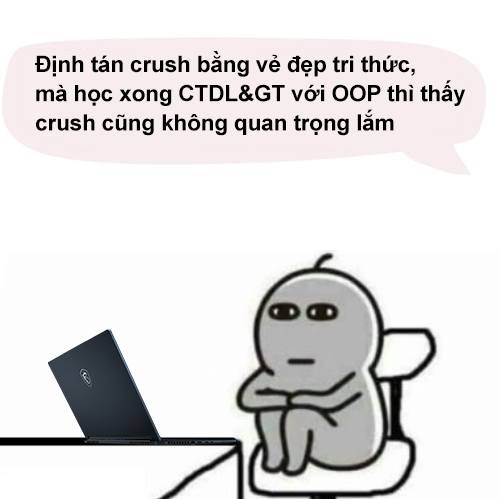 Định tán crush bằng vẻ đẹp tri thức,
mà học xong CTDL&GT với OOP thì thấy
crush cũng không quan trọng lắm